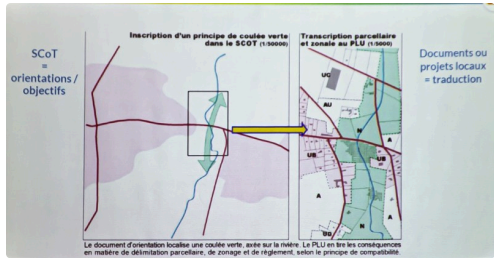 SCoT
=
orientations /
objectifs
Inscription d'un principe de coulée verte
dans le SCOT (1/50000)
Transcription parcellaire
et zonale au PLU (1/5000)
Documents ou
projets locaux
= traduction
UG
AU
N
A
UB
UB
A
A
N
UG
A
Le document d'orientation localise une coulée verte, axée sur la rivière. Le PLU en tire les conséquences
en matière de délimitation parcellaire, de zonage et de règlement, selon le principe de compatibilité.